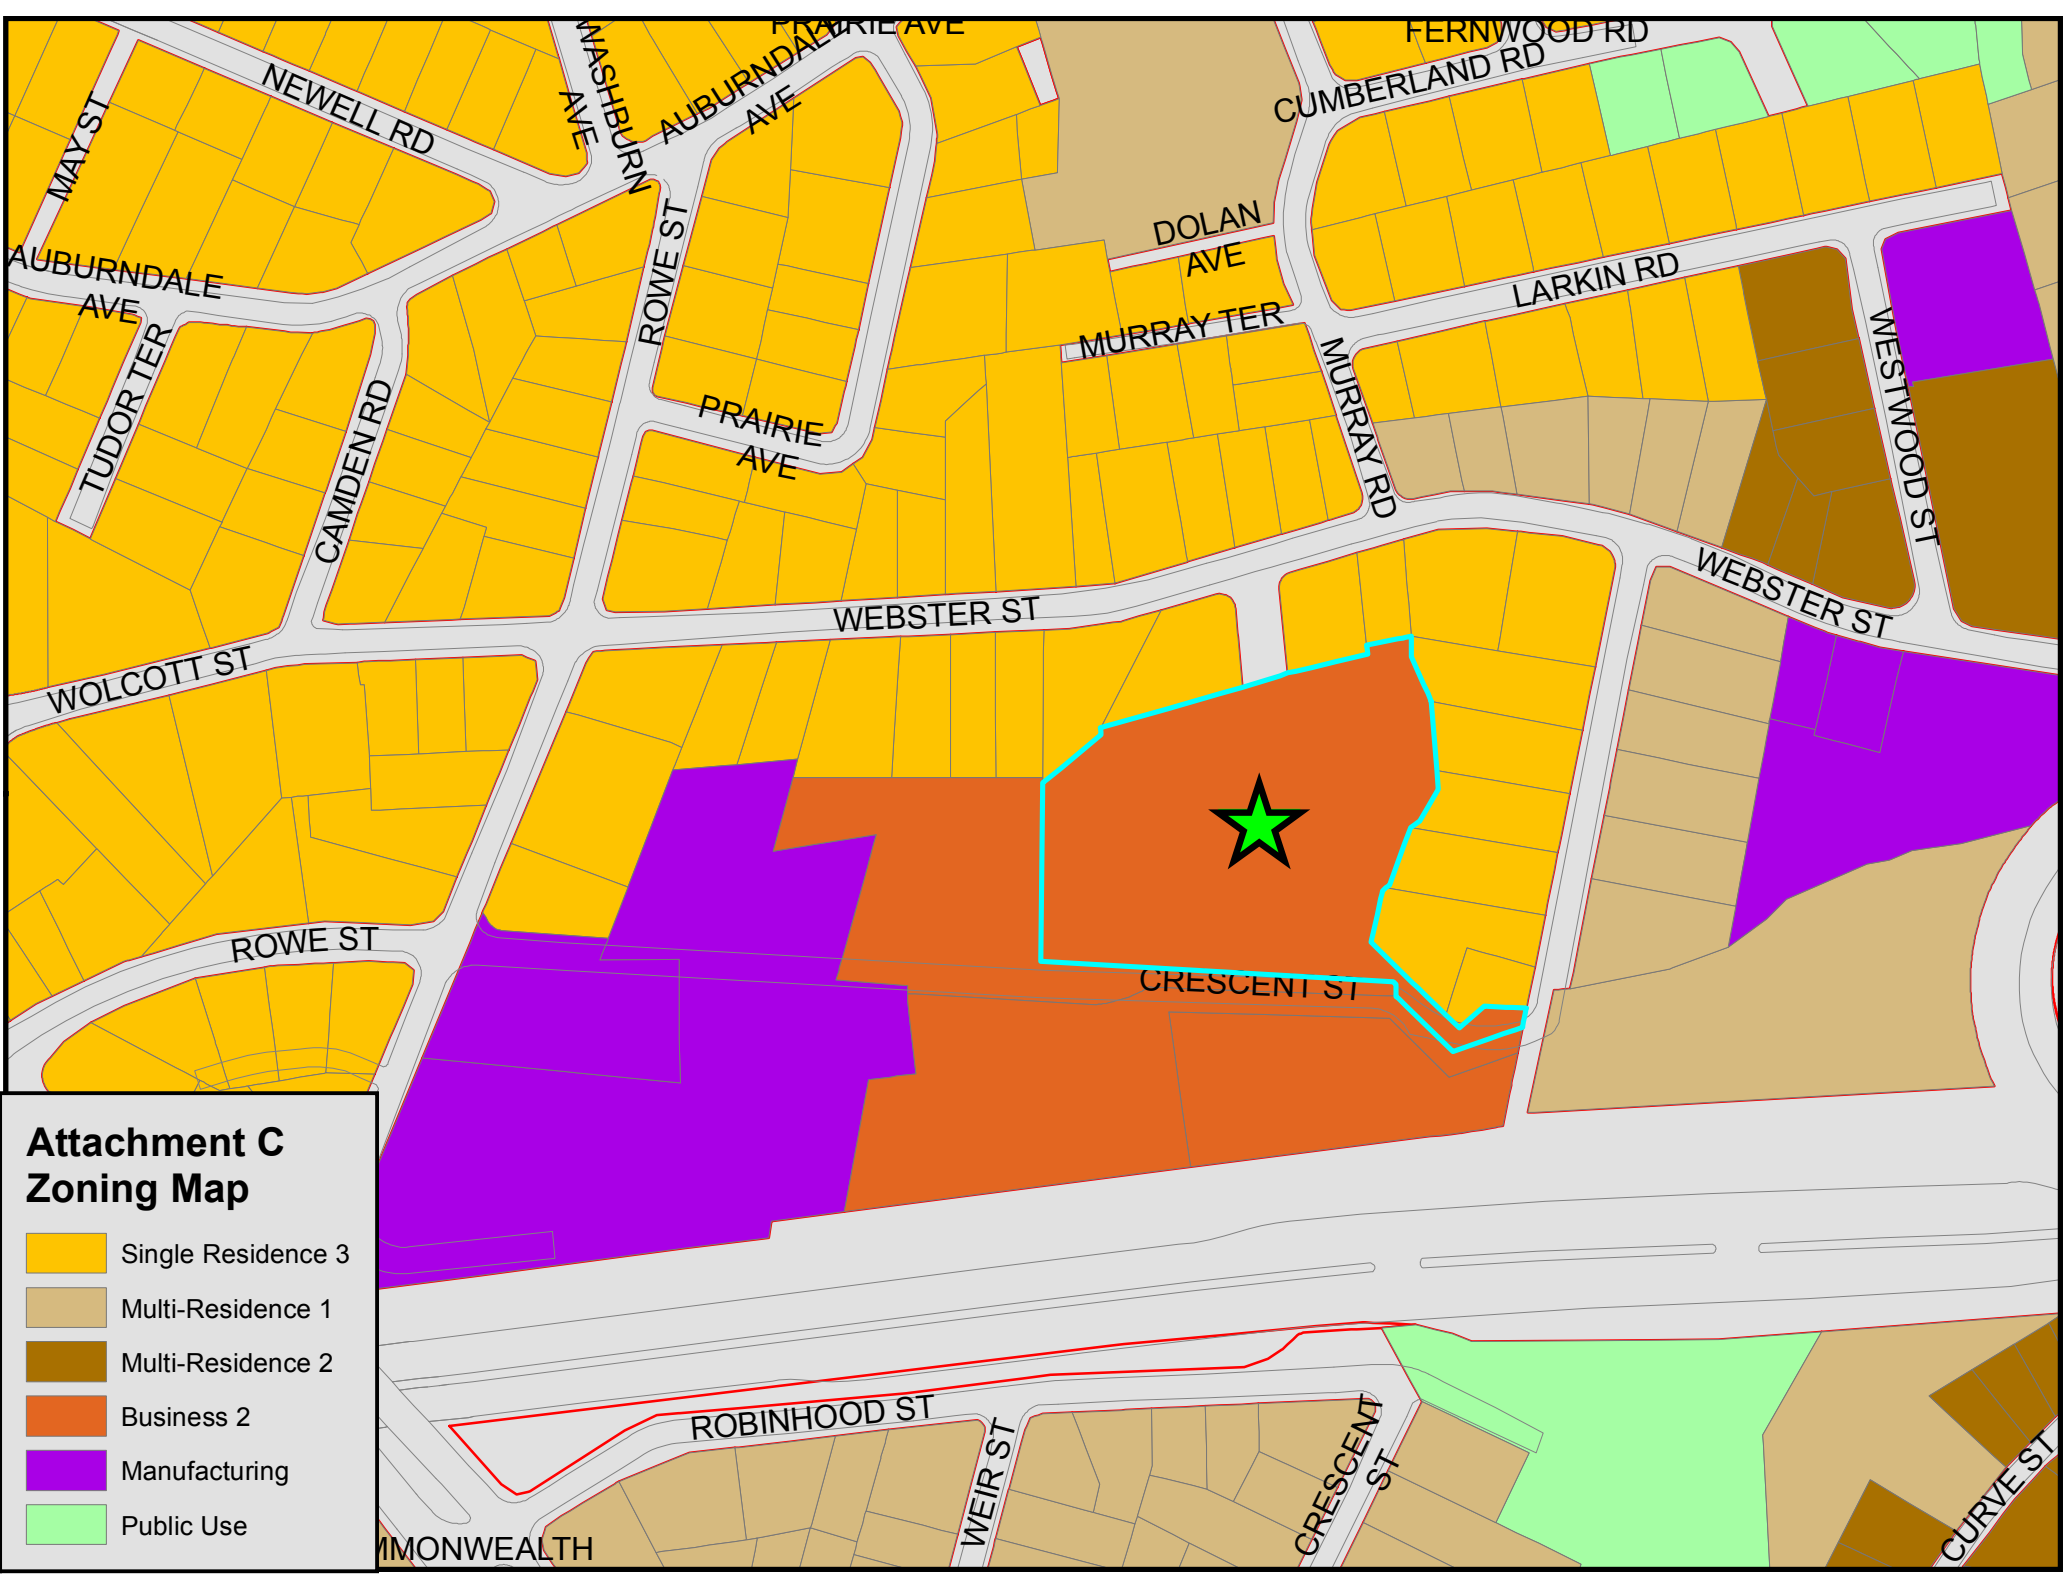 PRAIRIE AVE
FERNWOOD RD
WASHBURN
AVE
AUBURNDALE
AVE
NEWELL RD
CUMBERLAND RD
MAY ST
DOLAN
AVE
ROWE ST
AUBURNDALE
AVE
LARKIN RD
MURRAY TER
WESTWOOD ST
TUDOR TER
CAMDEN RD
PRAIRIE
AVE
MURRAY RD
WEBSTER ST
WEBSTER ST
WOLCOTT ST
ROWE ST
CRESCENT ST
Attachment C
Zoning Map
Single Residence 3
Multi-Residence 1
Multi-Residence 2
Business 2
Manufacturing
Public Use
ROBINHOOD ST
WEIR ST
CRESCENT
ST
CURVE ST
MMONWEALTH